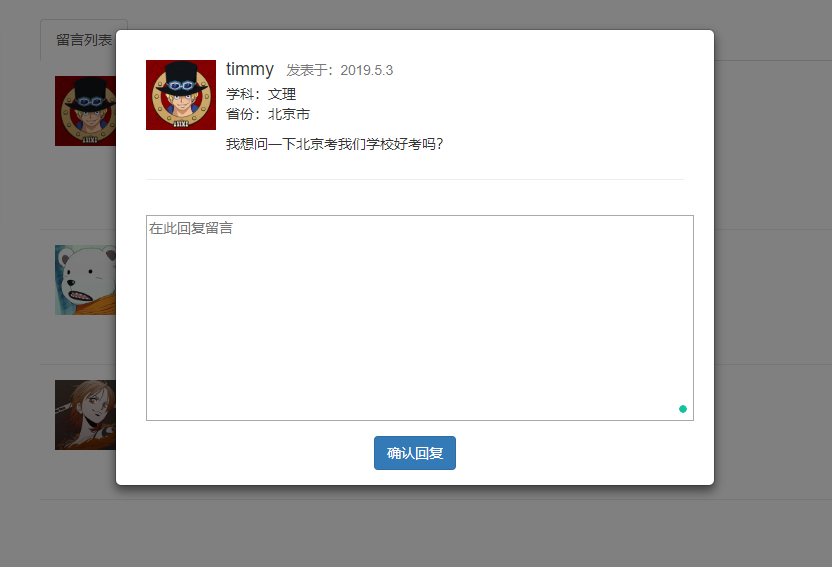 留言列表
timmy 发表于：2019.5.3
学科：文理
省份：北京市
我想问一下北京考我们学校好考吗?
在此回复留言
确认回复